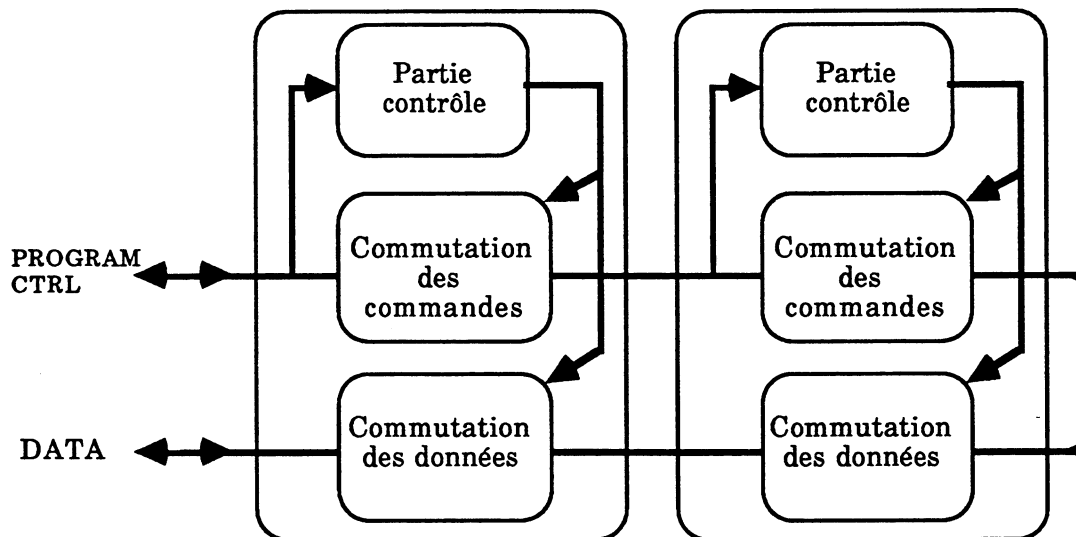 Partie
contrôle
Partie
contrôle
PROGRAM
CTRL
Commutation
des
commandes
Commutation
des
commandes
DATA
Commutation
des données
Commutation
des données